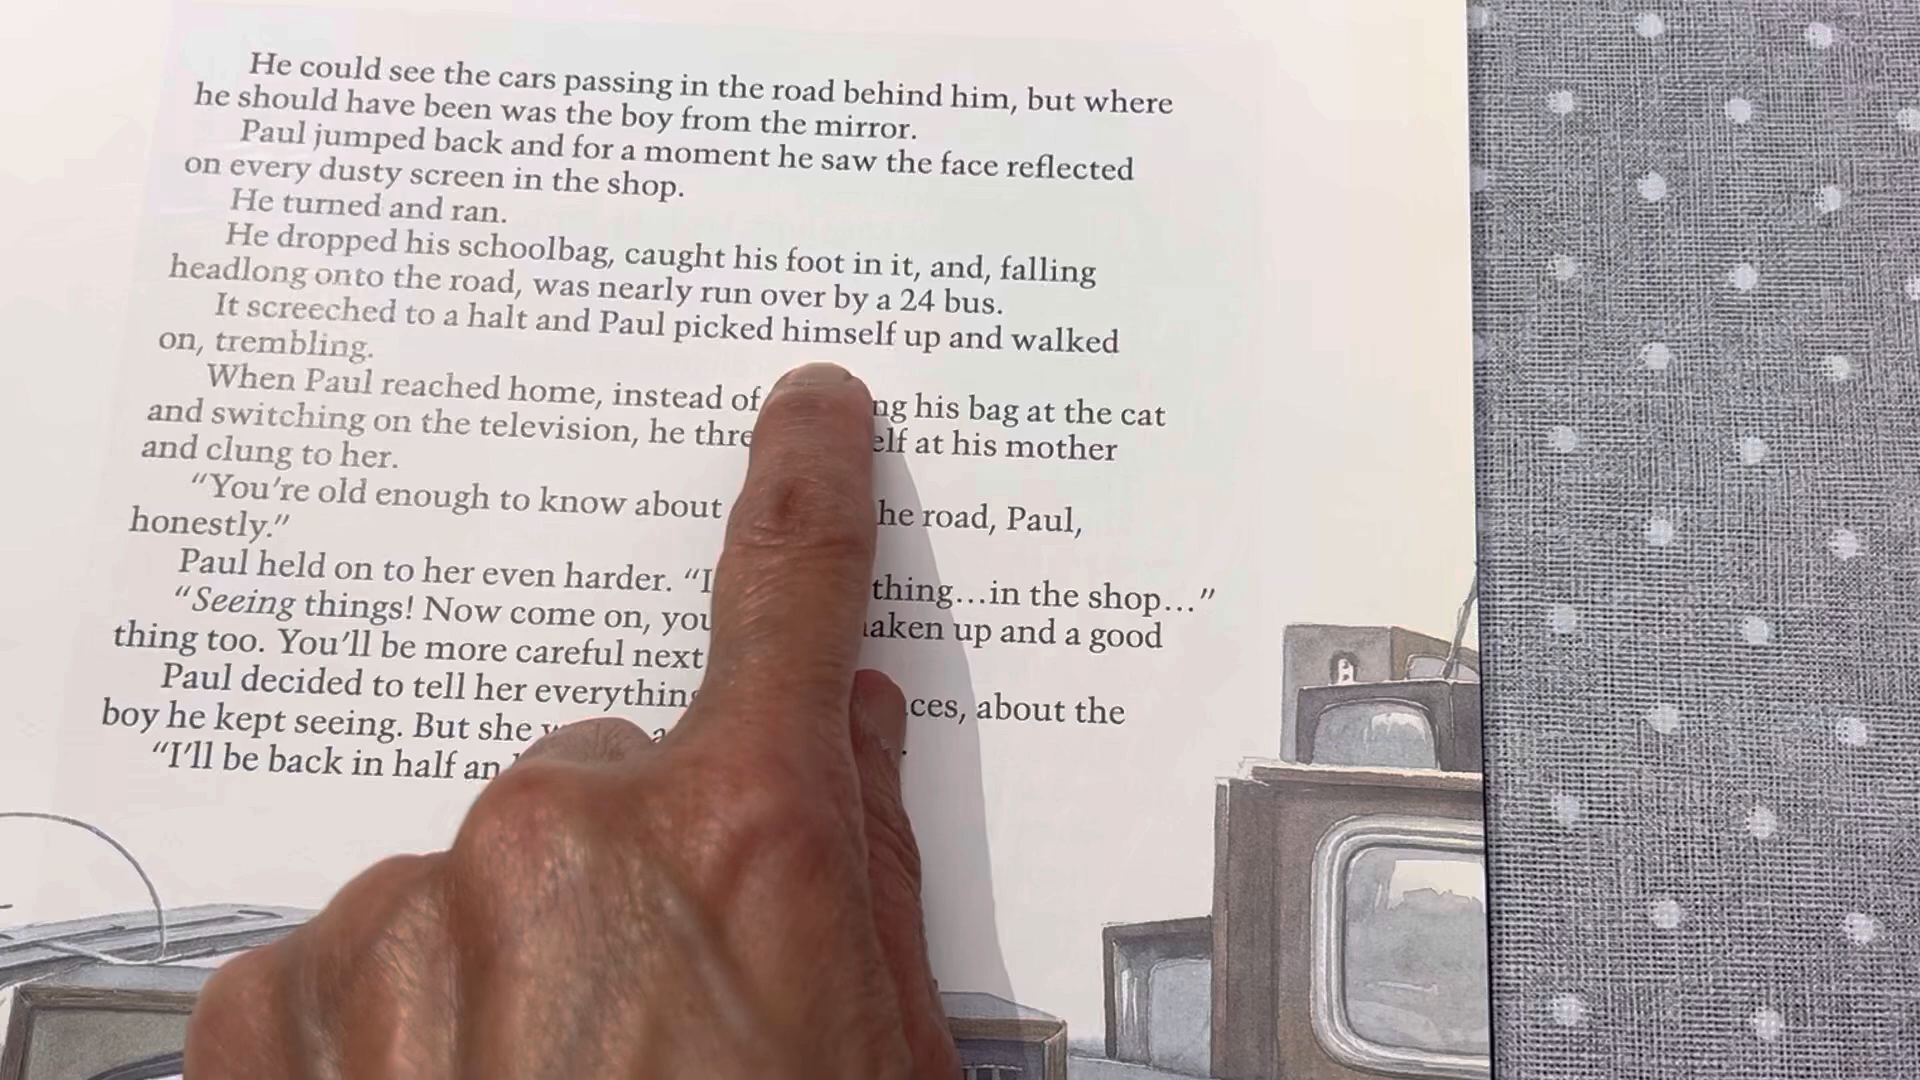 He could see the cars passing in the road behind him, but where
he should have been was the boy from the mirror.
Paul jumped back and for a moment he saw the face reflected
on every dusty screen in the shop.
He turned and ran.
He dropped his schoolbag, caught his foot in it, and, falling
headlong onto the road, was nearly run over by a 24 bus.
It screeched to a halt and Paul picked himself up and walked
on, trembling.
When Paul reached home, instead of his bag at the cat
and switching on the television, he at his mother
and clung to her.
“You’re old enough to know about road, Paul,
honestly.”
Paul held on to her even harder. “I thing...in the shop...”
“Seeing things! Now come on, up and a good
thing too. You’ll be more careful next
Paul decided to tell her about the
boy he kept seeing. But she
“I’ll be back in half an